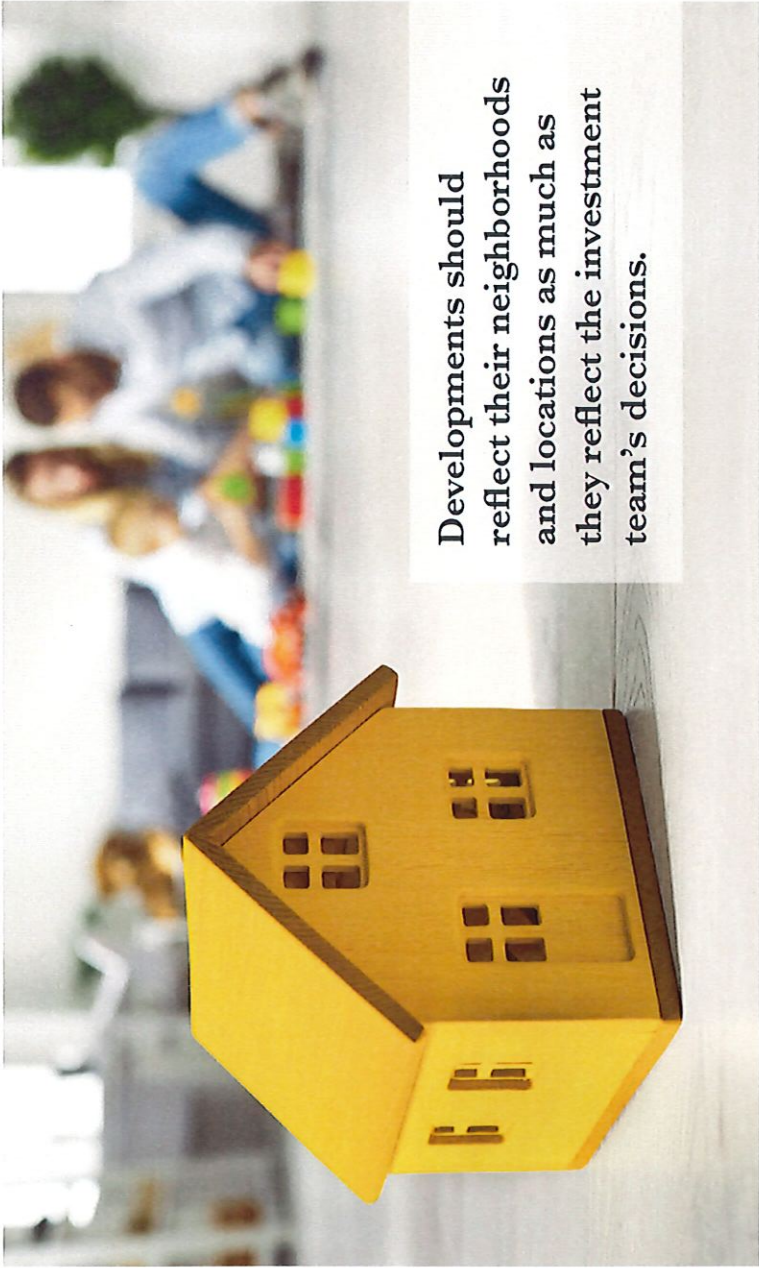 Developments should
reflect their neighborhoods
and locations as much as
they reflect the investment
team's decisions.